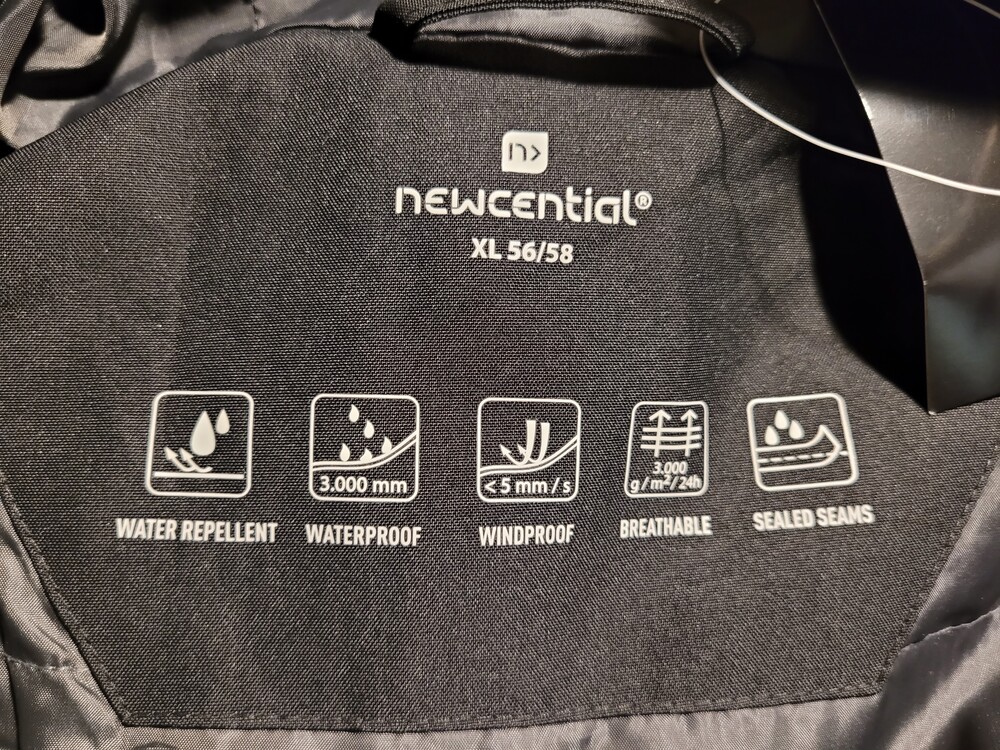 n>
newcential®
XL 56/58
3.000 mm
< 5 mm / s
3.000
g / m² / 24h
WATER REPELLENT
WATERPROOF
WINDPROOF
BREATHABLE
SEALED SEAMS